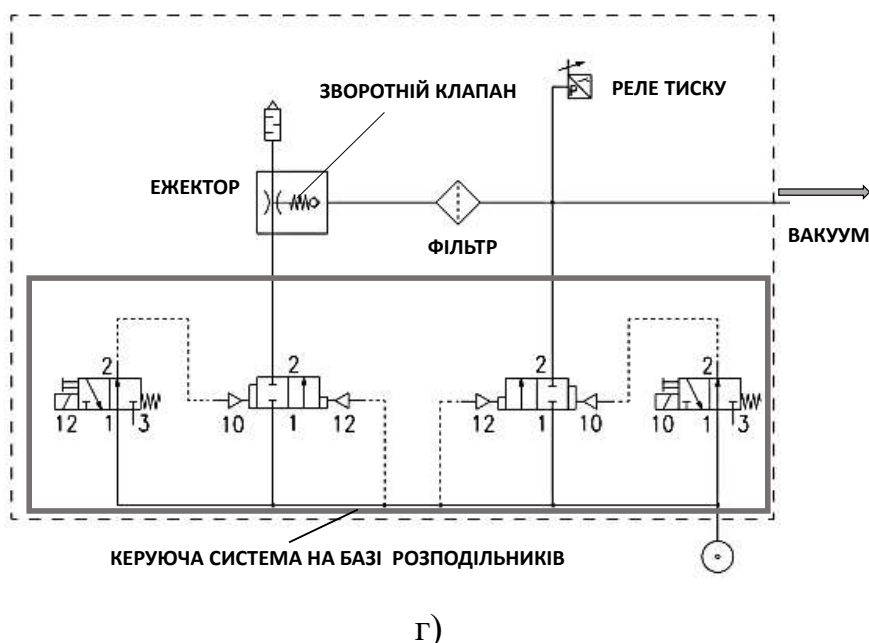 ЗВОРОТНІЙ КЛАПАН
РЕЛЕ ТИСКУ
P
ЕЖЕКТОР
ФІЛЬТР
ВАКУУМ
2 2 2 2
12 1 3 10 1 12 12 1 10 10 1 3
КЕРУЮЧА СИСТЕМА НА БАЗІ РОЗПОДІЛЬНИКІВ
г)